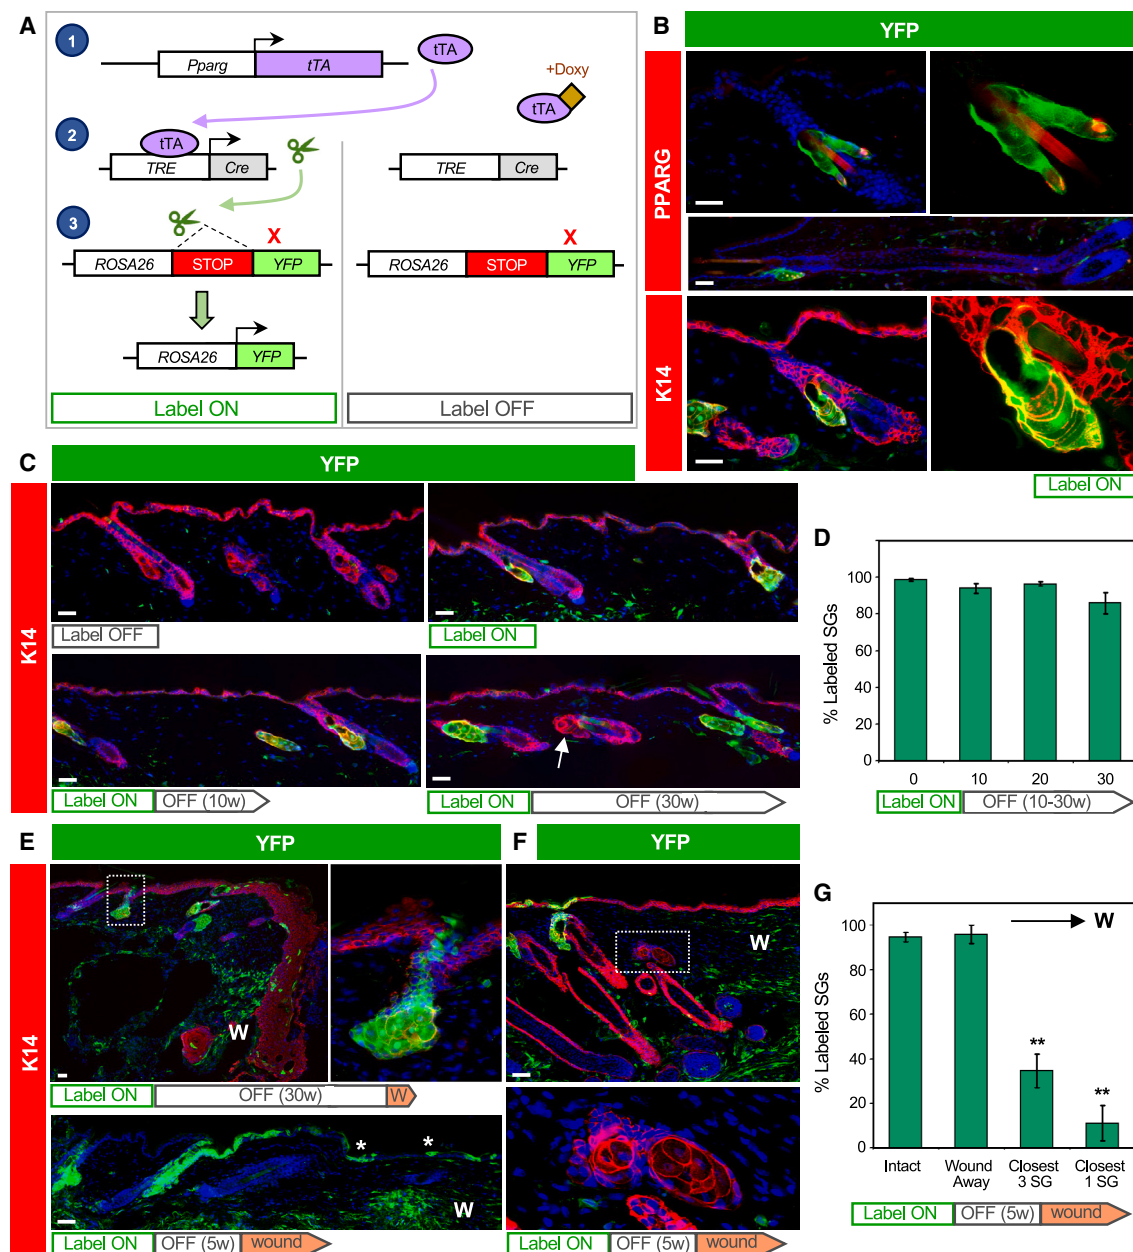 A
1
Pparg
tTA
tTA
+Doxy
tTA
2
tTA
TRE
Cre
TRE
Cre
3
X
X
ROSA26
STOP
YFP
ROSA26
STOP
YFP
ROSA26
YFP
Label ON
Label OFF
B
YFP
PPARG
K14
Label ON
C
YFP
K14
Label OFF
Label ON
Label ON
OFF (10w)
Label ON
OFF (30w)
D
% Labeled SGs
100
80
60
40
20
0
0
10
20
30
Label ON
OFF (10-30w)
E
YFP
K14
W
Label ON
OFF (30w)
W
*
*
W
Label ON
OFF (5w)
wound
F
YFP
W
Label ON
OFF (5w)
wound
G
% Labeled SGs
100
80
60
40
20
0
W
**
**
Intact
Wound
Away
Closest
3 SG
Closest
1 SG
Label ON
OFF (5w)
wound